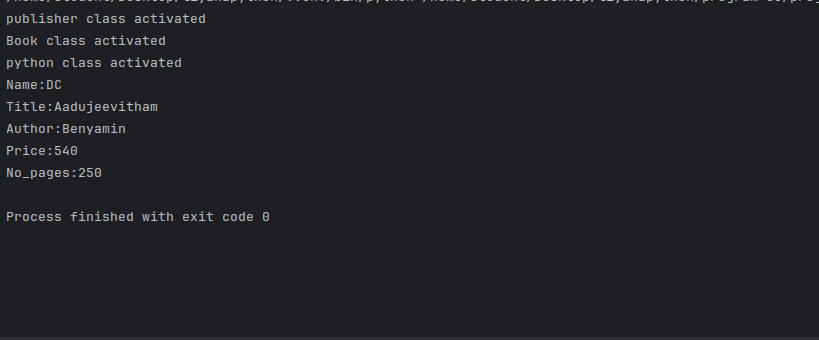 publisher class activated
Book class activated
python class activated
Name:DC
Title:Aadujeevitham
Author:Benyamin
Price:540
No_pages:250
Process finished with exit code 0